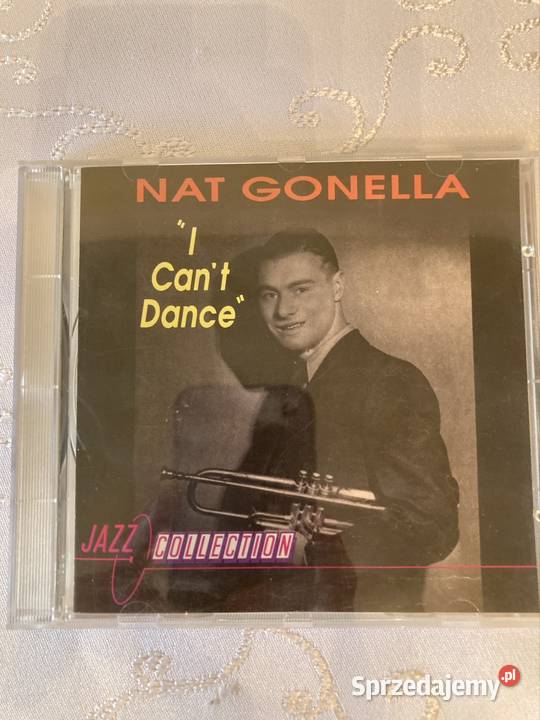 NAT GONELLA
"I
Can't
Dance"
JAZZ COLLECTION
Sprzedajemy.pl